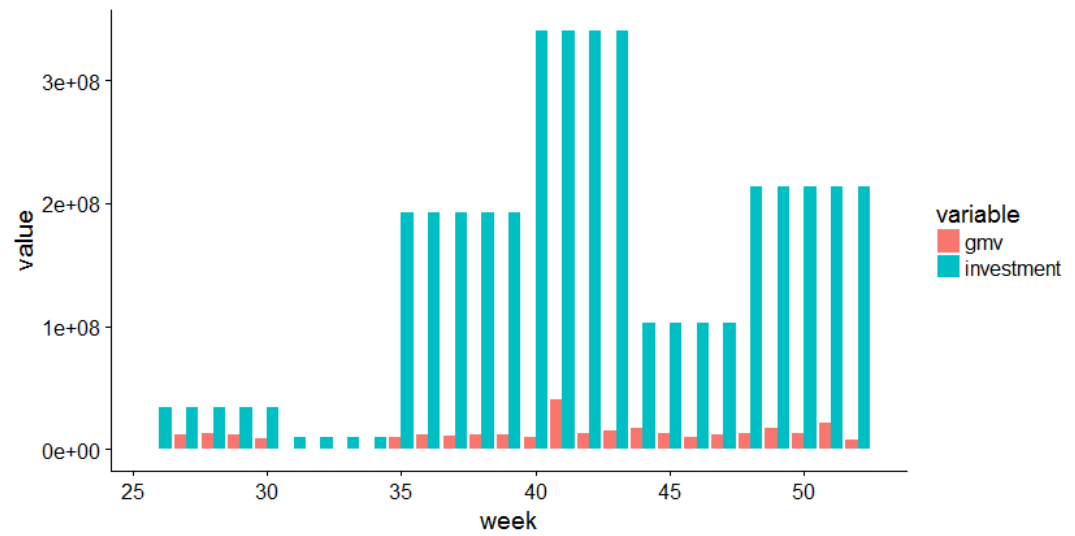 value
3e+08
2e+08
1e+08
0e+00
25 30 35 40 45 50
week
variable
gmv
investment